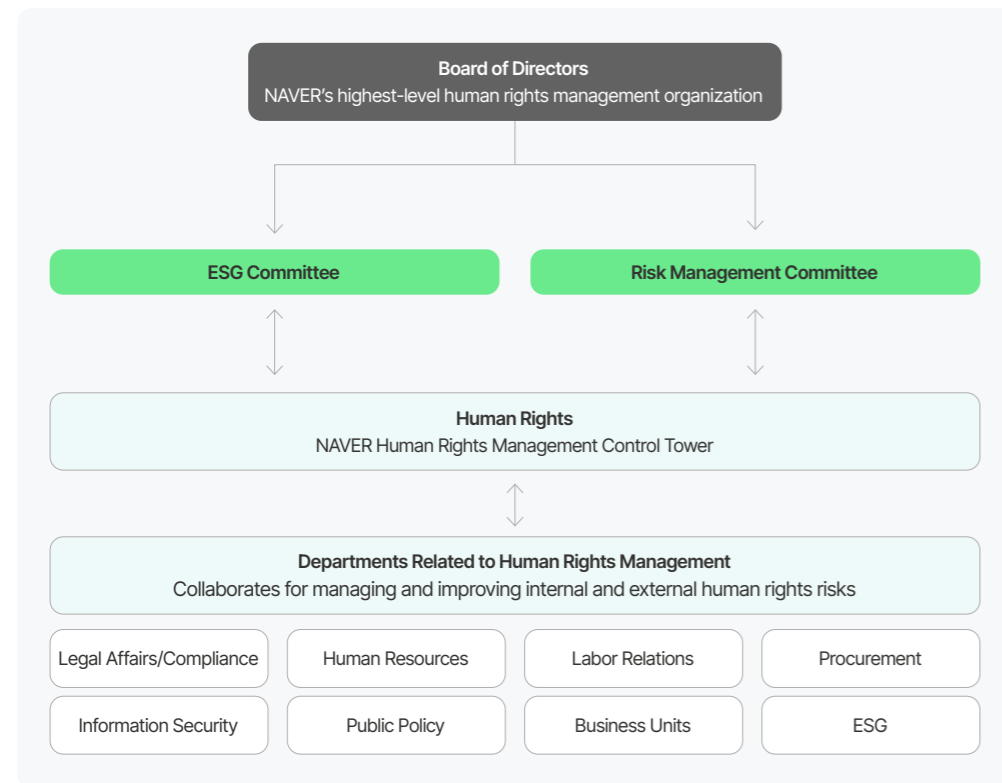 Board of Directors
NAVER’s highest-level human rights management organization
ESG Committee
Risk Management Committee
Human Rights
NAVER Human Rights Management Control Tower
Departments Related to Human Rights Management
Collaborates for managing and improving internal and external human rights risks
Legal Affairs/Compliance
Human Resources
Labor Relations
Procurement
Information Security
Public Policy
Business Units
ESG